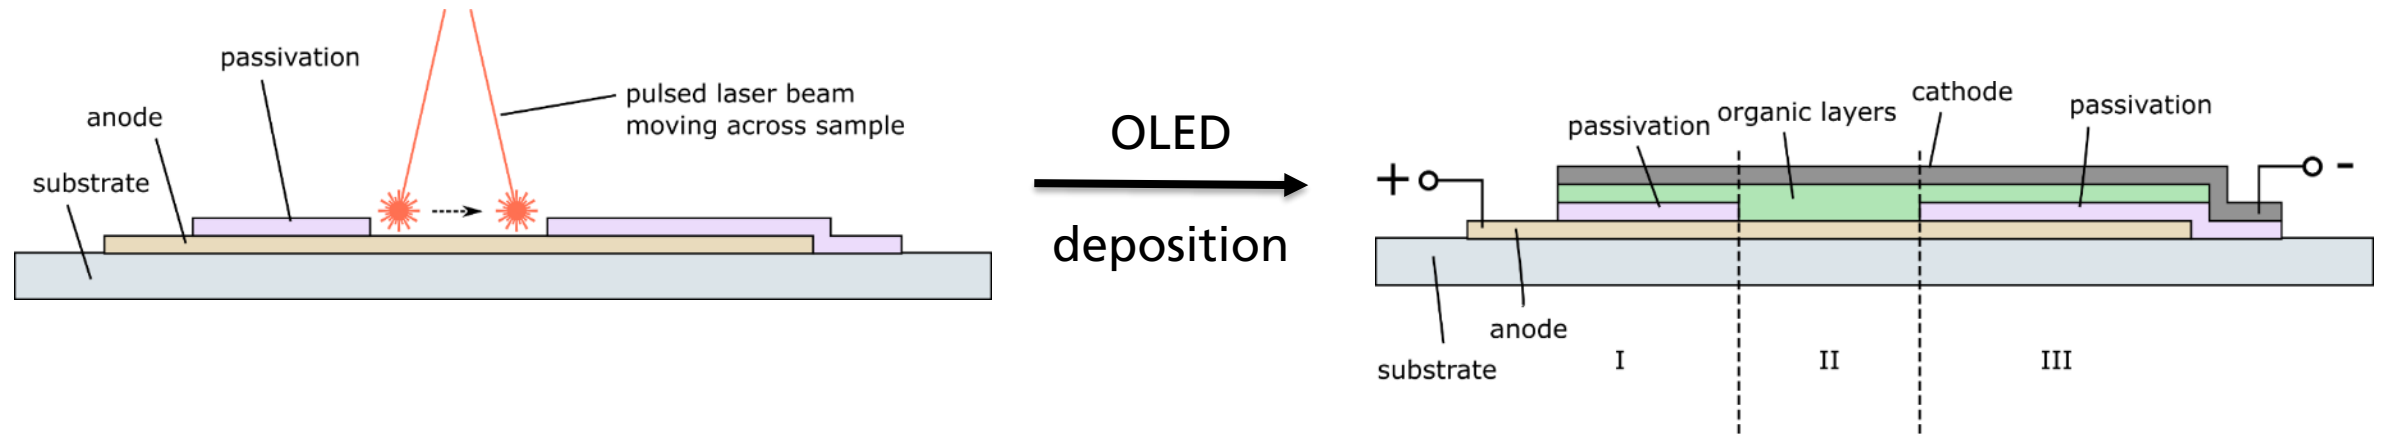 passivation
anode
substrate
pulsed laser beam
moving across sample
OLED
deposition
passivation
organic layers
cathode
passivation
+
-
anode
substrate
I
II
III